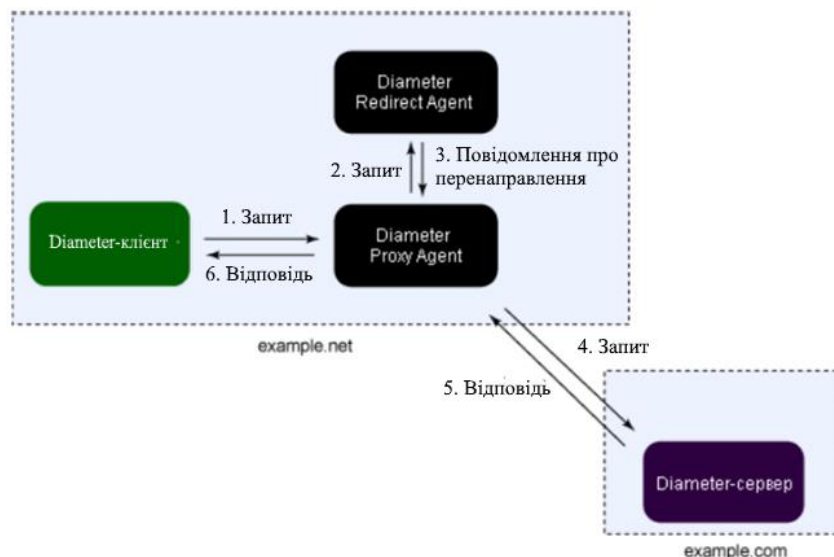 Diameter
Redirect Agent
2. Запит
3. Повідомлення про
перенаправлення
1. Запит
Diameter-клієнт
Diameter
Proxy Agent
6. Відповідь
example.net
4. Запит
5. Відповідь
Diameter-сервер
example.com